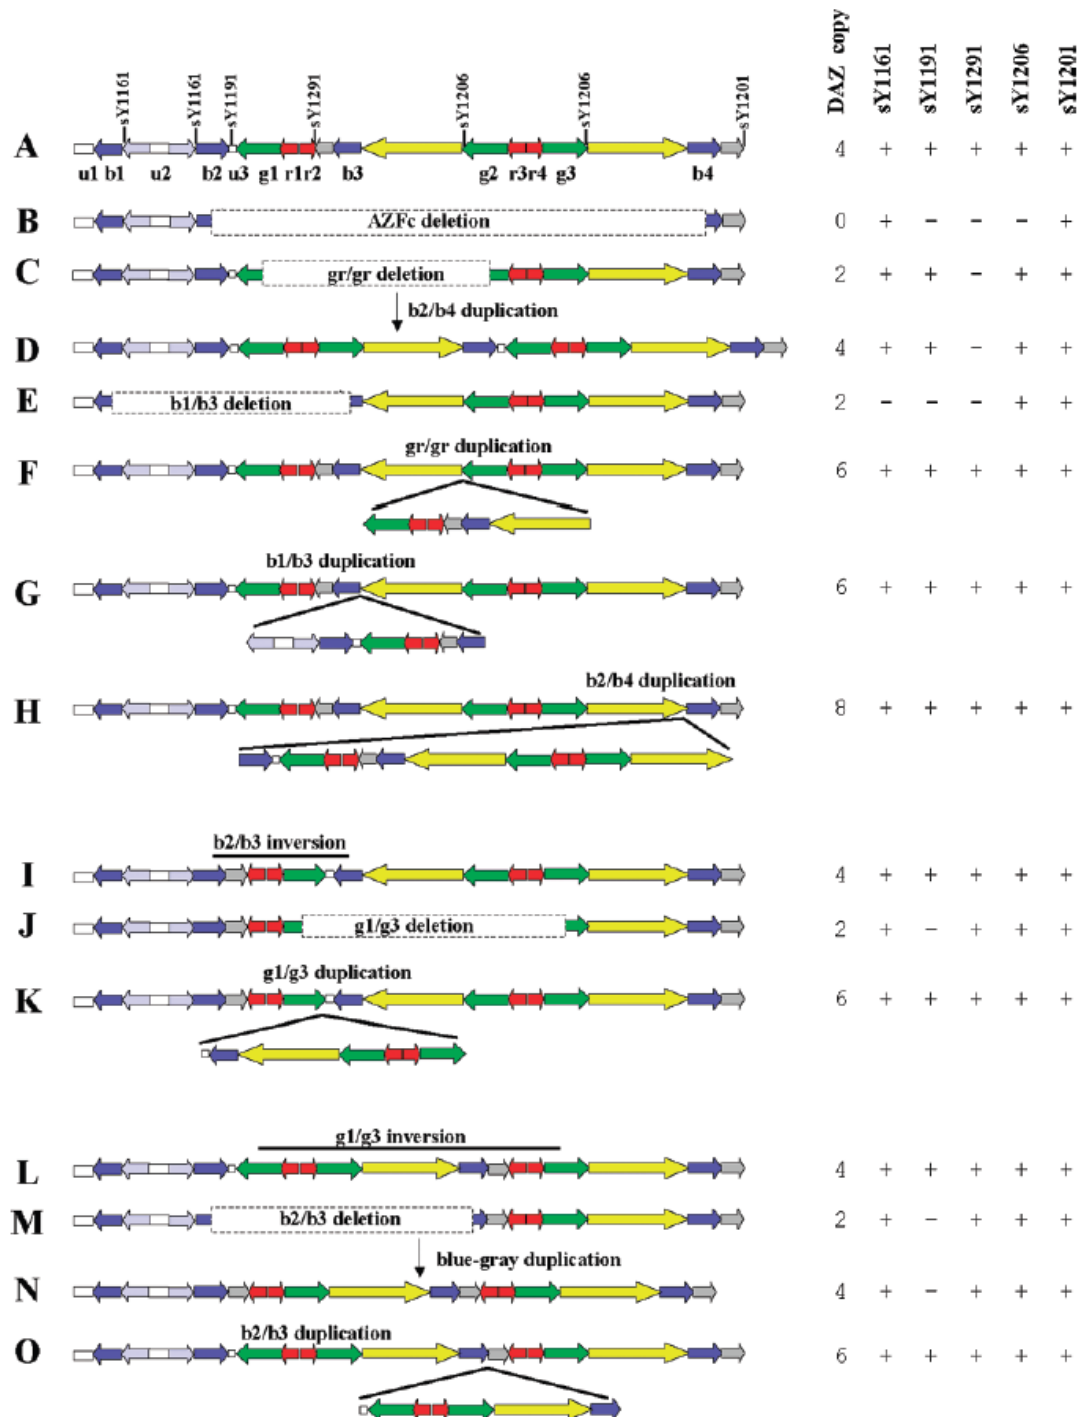 DAZ copy sY1161 sY1191 sY1291 sY1206 sY1201
sY1161 sY1161 sY1191 sY1291 sY1206 sY1206 sY1201
A 4 + + + + +
u1 b1 u2 b2 u3 g1 r1r2 b3 g2 r3r4 g3 b4
B AZFc deletion 0 + − − − +
C gr/gr deletion 2 + + − + +
b2/b4 duplication
D 4 + + − + +
E b1/b3 deletion 2 − − − + +
gr/gr duplication
F 6 + + + + +
b1/b3 duplication
G 6 + + + + +
b2/b4 duplication
H 8 + + + + +
b2/b3 inversion
I 4 + + + + +
J g1/g3 deletion 2 + − + + +
g1/g3 duplication
K 6 + + + + +
g1/g3 inversion
L 4 + + + + +
M b2/b3 deletion 2 + − + + +
blue-gray duplication
N 4 + − + + +
b2/b3 duplication
O 6 + + + + +